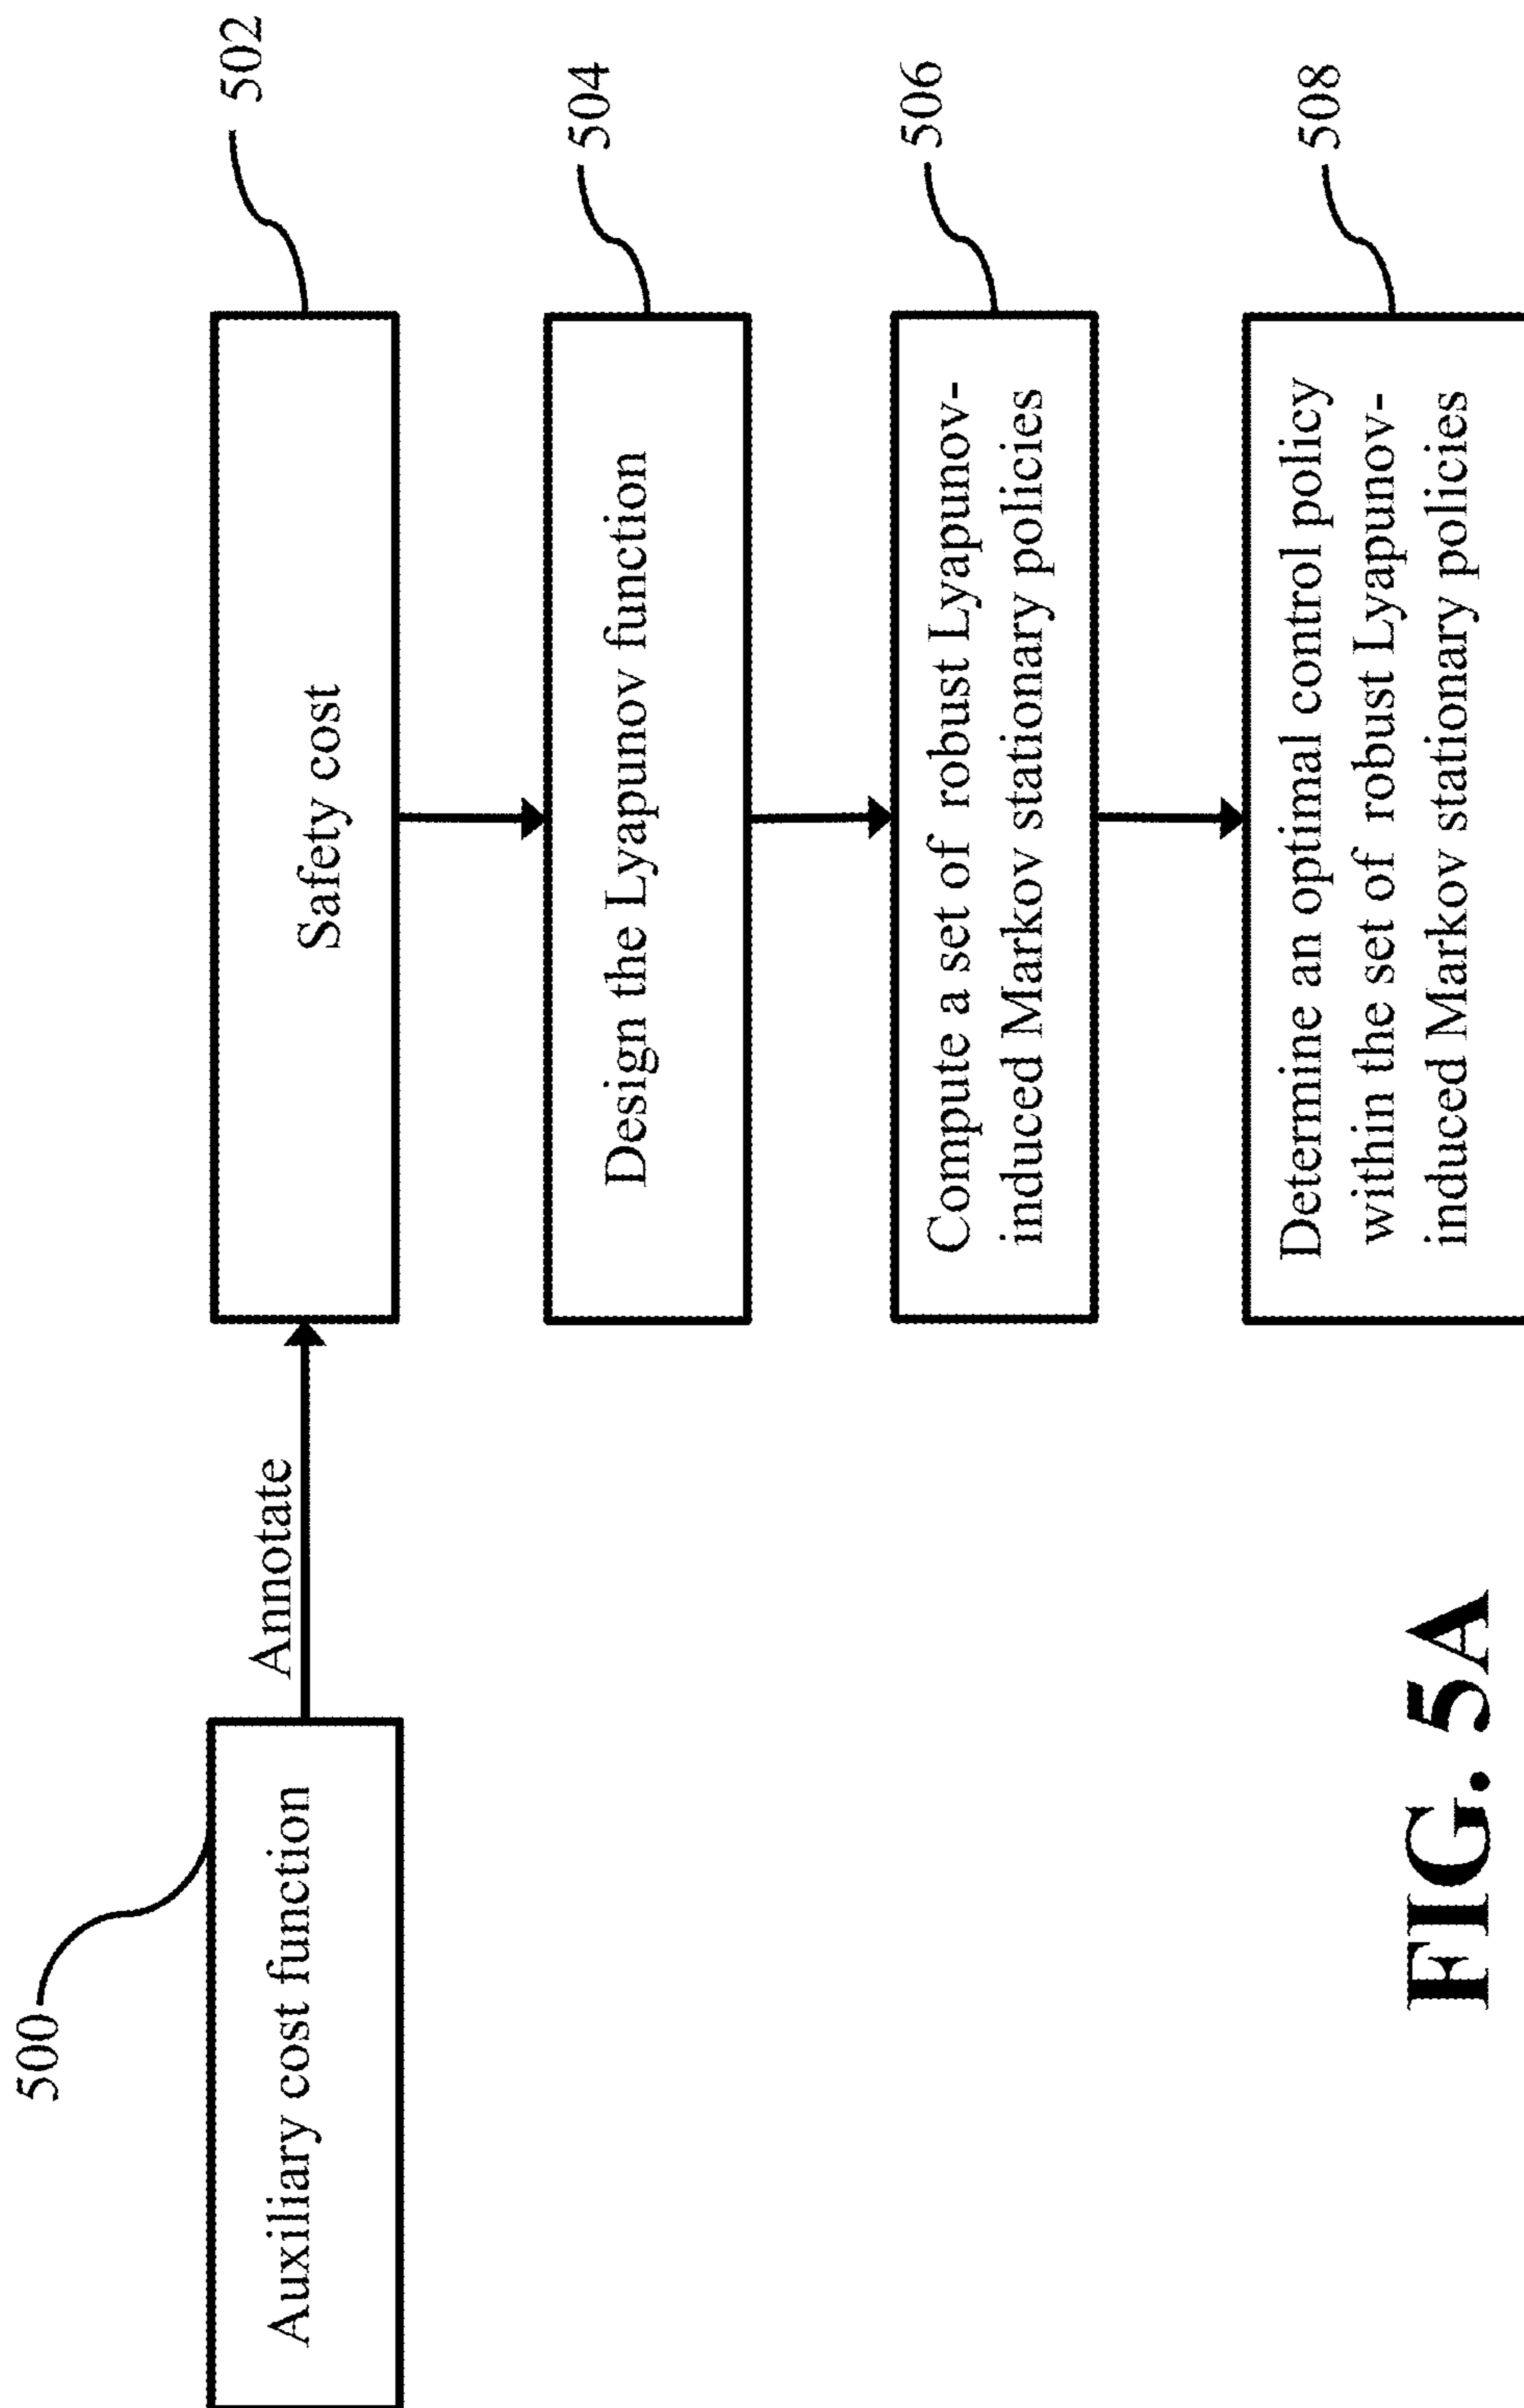 500
Auxiliary cost function
Annotate
Safety cost
502
Design the Lyapunov function
504
Compute a set of robust Lyapunov-
induced Markov stationary policies
506
Determine an optimal control policy
within the set of robust Lyapunov-
induced Markov stationary policies
508
FIG. 5A